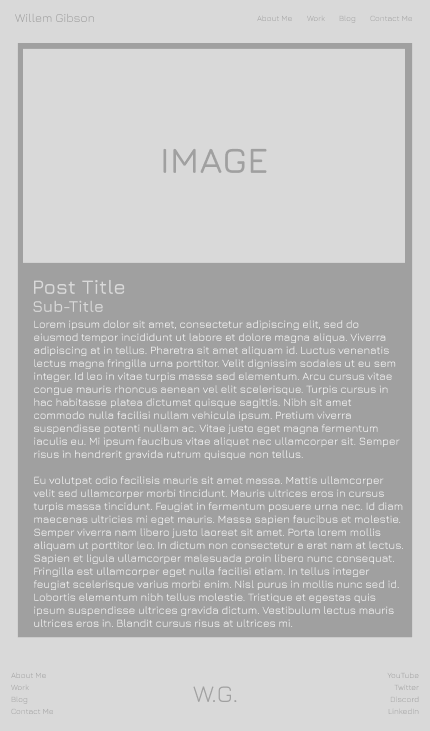 Willem Gibson
About Me Work Blog Contact Me
IMAGE
Post Title
Sub-Title
Lorem ipsum dolor sit amet, consectetur adipiscing elit, sed do
eiusmod tempor incididunt ut labore et dolore magna aliqua. Viverra
adipiscing at in tellus. Pharetra sit amet aliquam id. Luctus venenatis
lectus magna fringilla urna porttitor. Velit dignissim sodales ut eu sem
integer. Id leo in vitae turpis massa sed elementum. Arcu cursus vitae
congue mauris rhoncus aenean vel elit scelerisque. Turpis cursus in
hac habitasse platea dictumst quisque sagittis. Nibh sit amet
commodo nulla facilisi nullam vehicula ipsum. Pretium viverra
suspendisse potenti nullam ac. Vitae justo eget magna fermentum
iaculis eu. Mi ipsum faucibus vitae aliquet nec ullamcorper sit. Semper
risus in hendrerit gravida rutrum quisque non tellus.
Eu volutpat odio facilisis mauris sit amet massa. Mattis ullamcorper
velit sed ullamcorper morbi tincidunt. Mauris ultrices eros in cursus
turpis massa tincidunt. Feugiat in fermentum posuere urna nec. Id diam
maecenas ultricies mi eget mauris. Massa sapien faucibus et molestie.
Semper viverra nam libero justo laoreet sit amet. Porta lorem mollis
aliquam ut porttitor leo. In dictum non consectetur a erat nam at lectus.
Sapien et ligula ullamcorper malesuada proin libero nunc consequat.
Fringilla est ullamcorper eget nulla facilisi etiam. In tellus integer
feugiat scelerisque varius morbi enim. Nisl purus in mollis nunc sed id.
Lobortis elementum nibh tellus molestie. Tristique et egestas quis
ipsum suspendisse ultrices gravida dictum. Vestibulum lectus mauris
ultrices eros in. Blandit cursus risus at ultrices mi.
About Me
Work
Blog
Contact Me
W.G.
YouTube
Twitter
Discord
LinkedIn